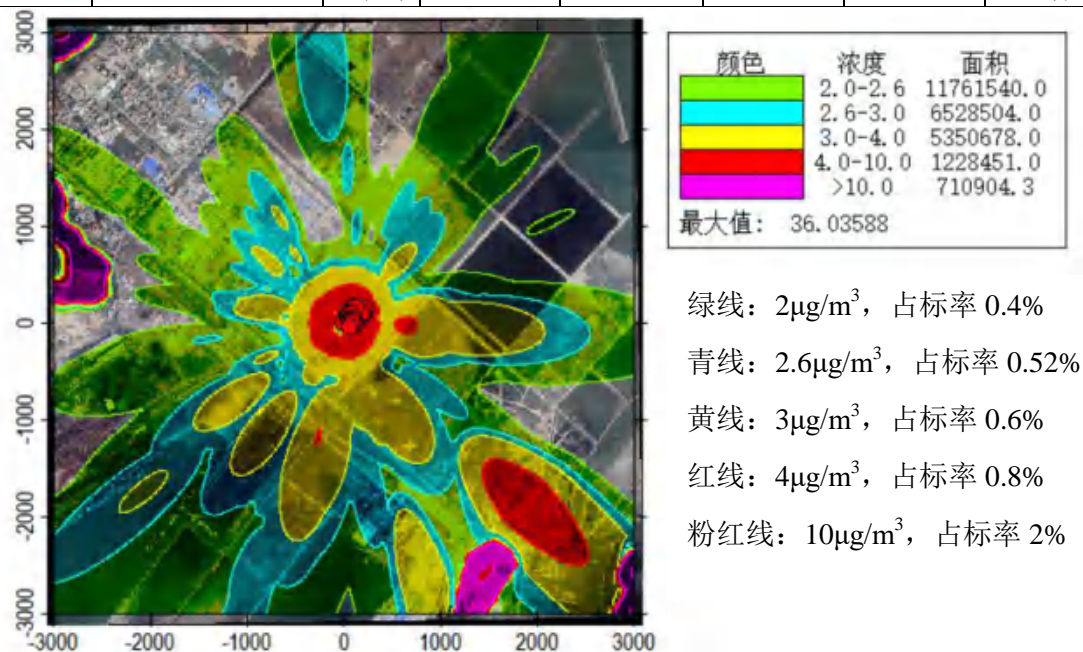 3000
2000
1000
0
-1000
-2000
-3000
-3000 -2000 -1000 0 1000 2000 3000
颜色 浓度 面积
2.0-2.6 11761540.0
2.6-3.0 6528504.0
3.0-4.0 5350678.0
4.0-10.0 1228451.0
>10.0 710904.3
最大值: 36.03588
绿线：2μg/m³，占标率 0.4%
青线：2.6μg/m³，占标率 0.52%
黄线：3μg/m³，占标率 0.6%
红线：4μg/m³，占标率 0.8%
粉红线：10μg/m³，占标率 2%